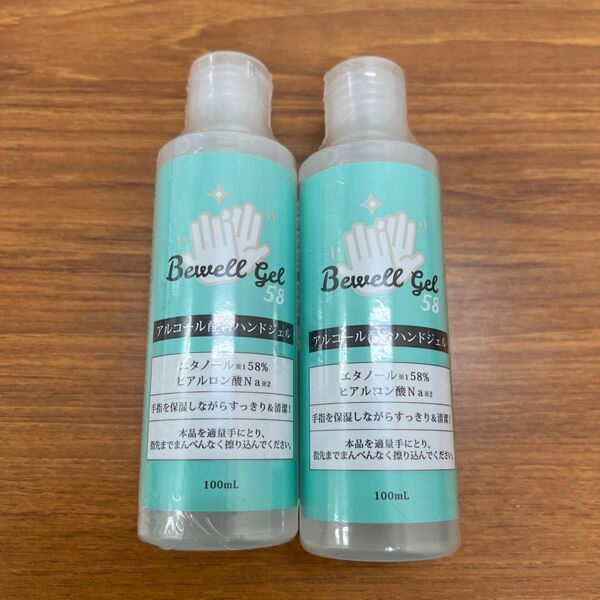 Bewell Gel
58
アルコール配合ハンドジェル
エタノール※1 58%
ヒアルロン酸Na※2
手指を保湿しながらすっきり&清潔!
本品を適量手にとり、
指先までまんべんなく擦り込んでください。
100mL
Bewell Gel
58
アルコール配合ハンドジェル
エタノール※1 58%
ヒアルロン酸Na※2
手指を保湿しながらすっきり&清潔!
本品を適量手にとり、
指先までまんべんなく擦り込んでください。
100mL